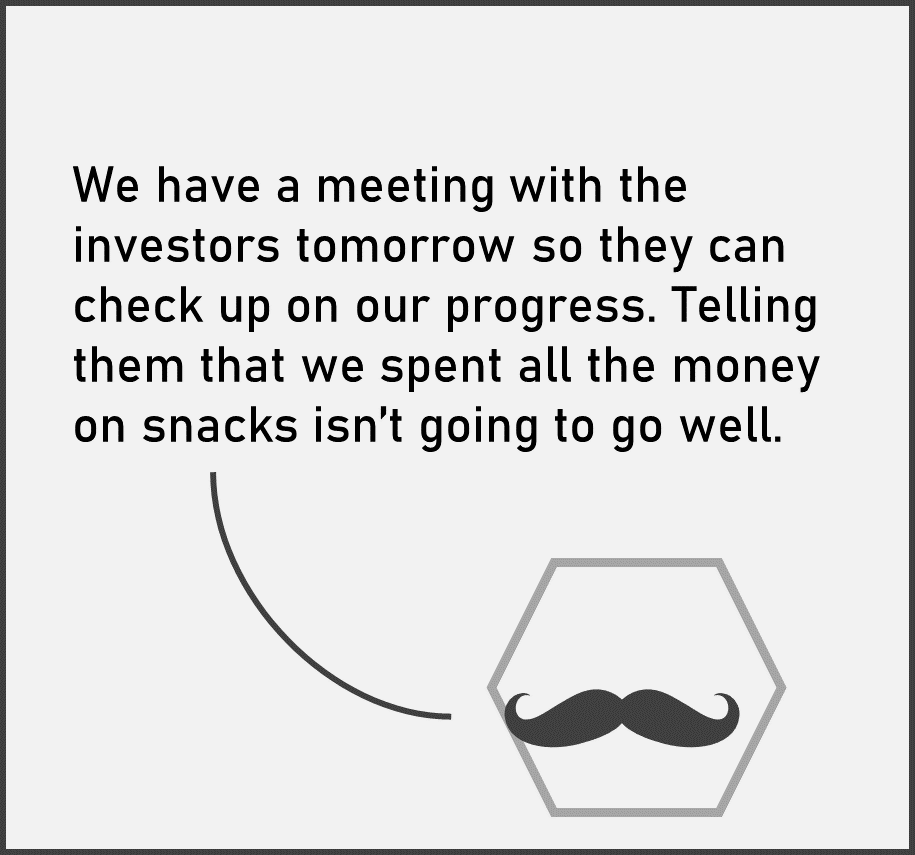 We have a meeting with the
investors tomorrow so they can
check up on our progress. Telling
them that we spent all the money
on snacks isn't going to go well.